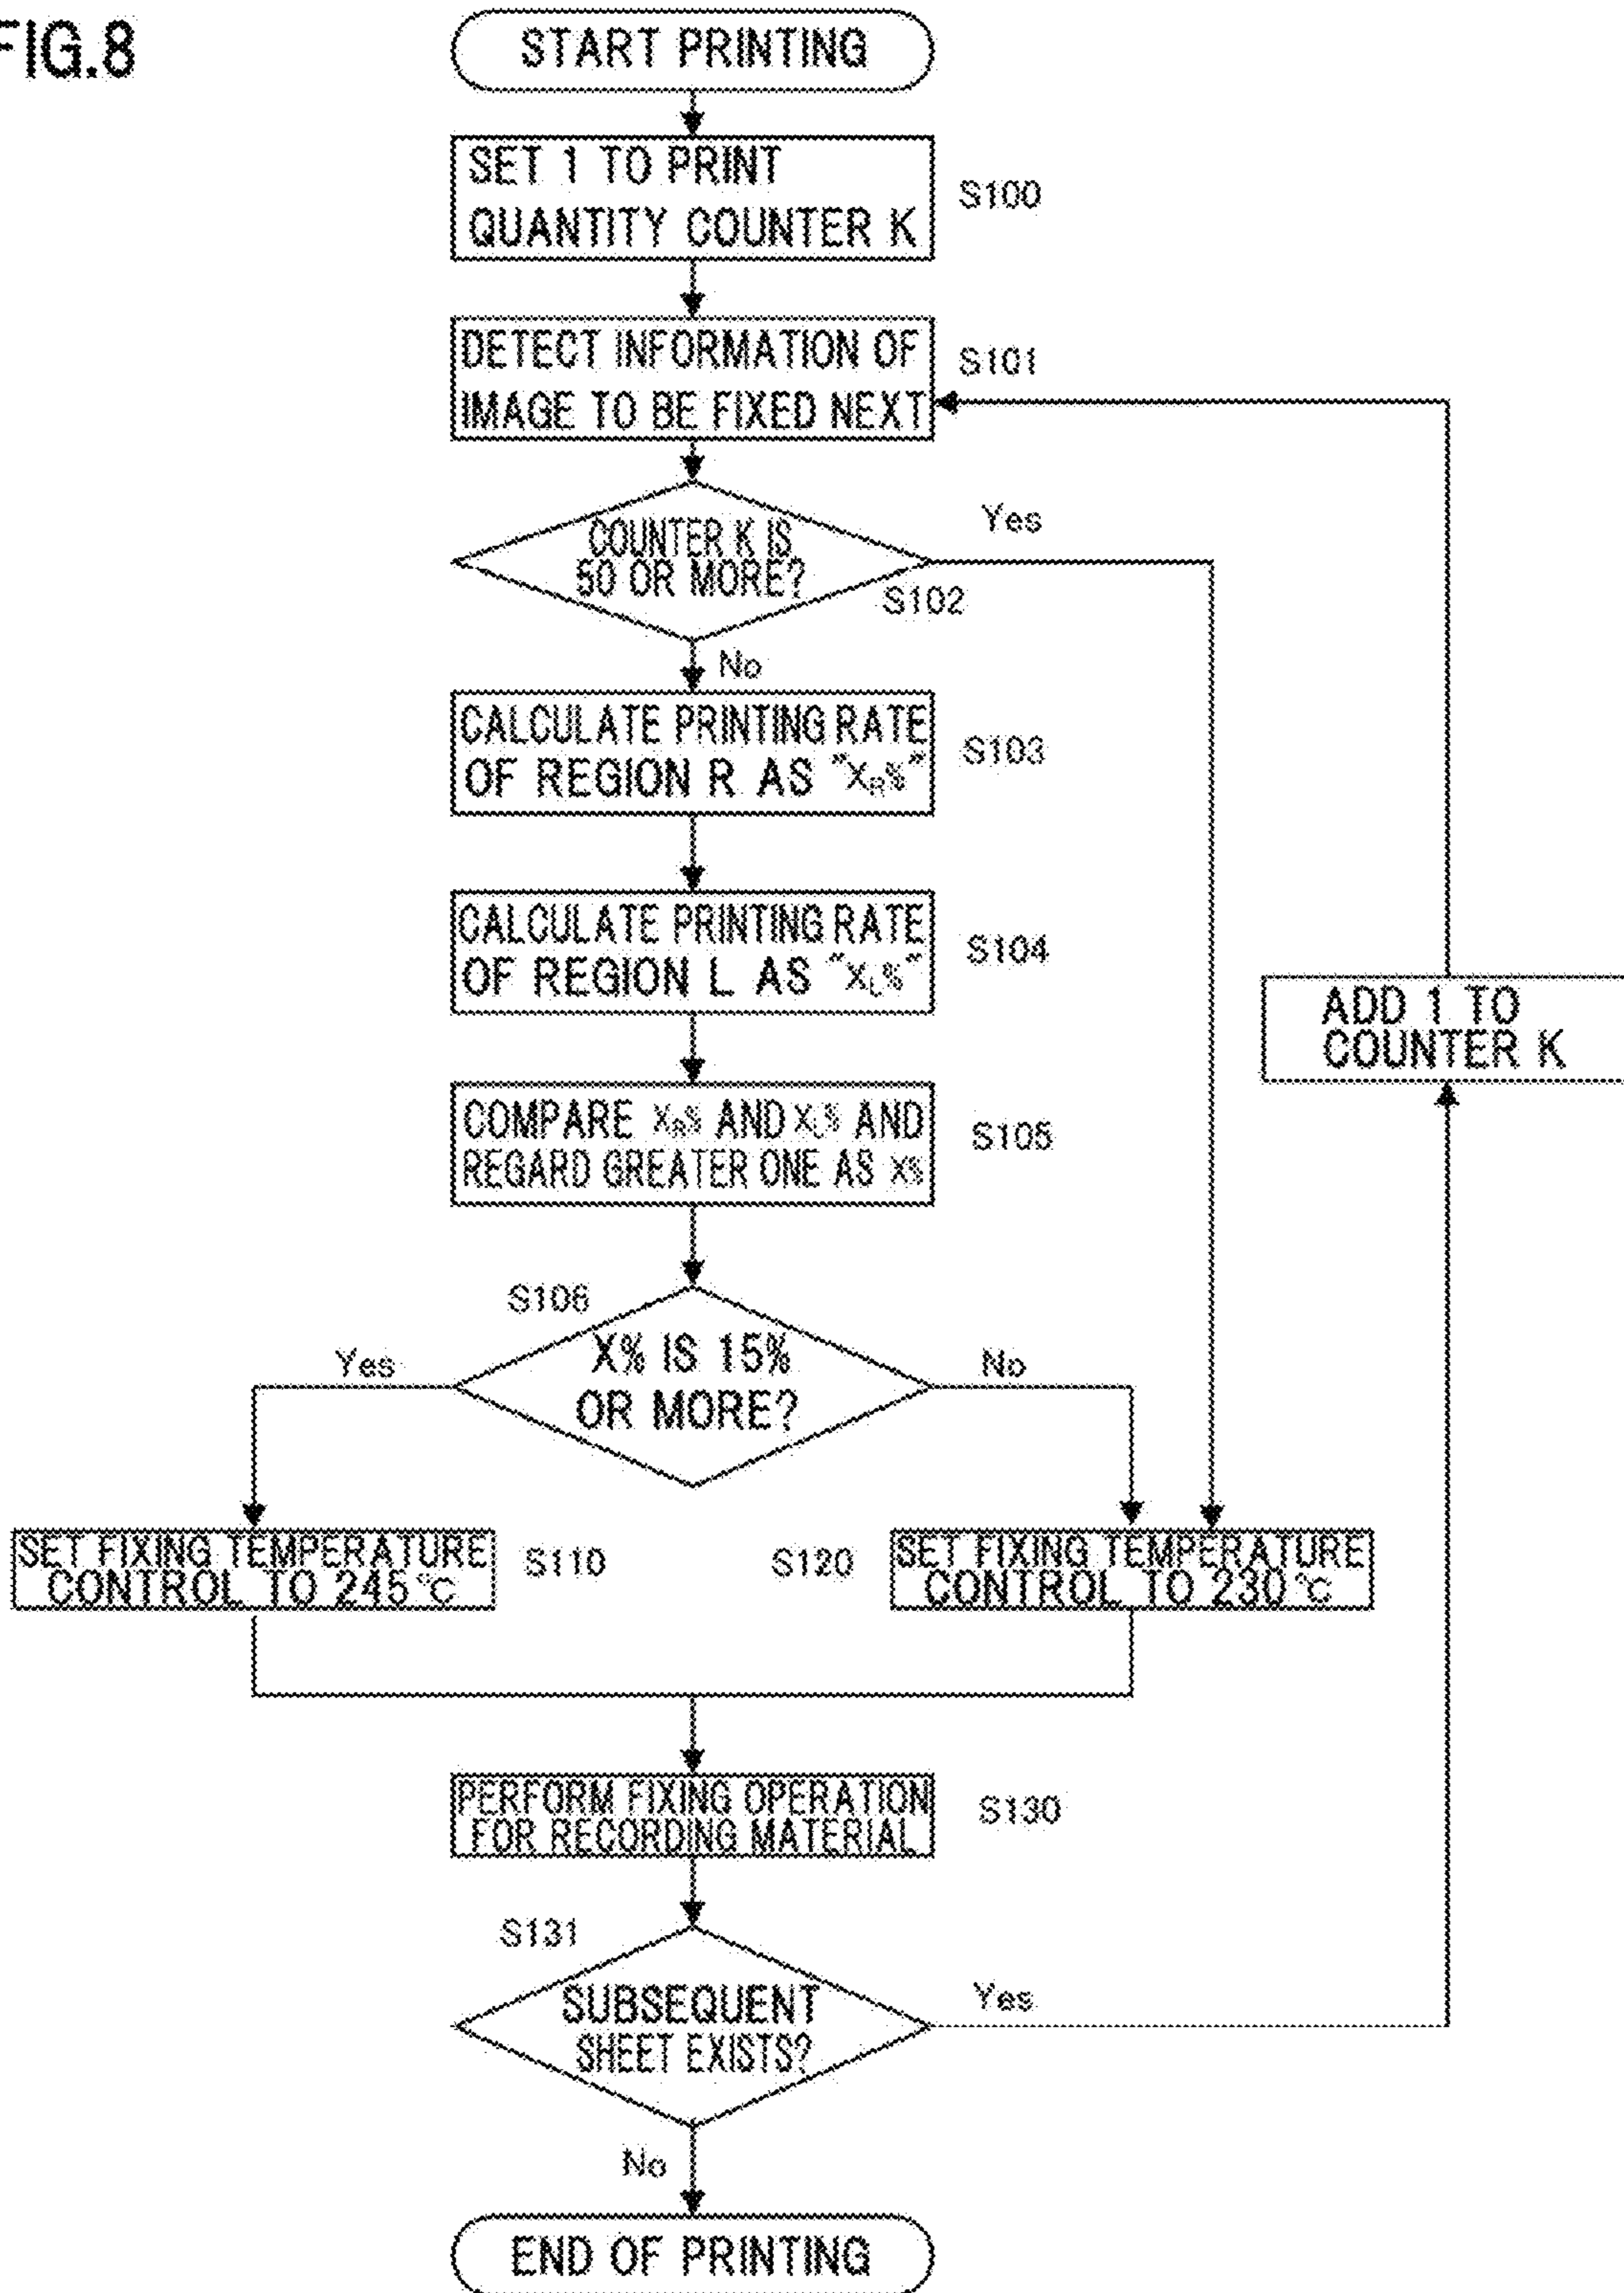 FIG.8
START PRINTING
SET 1 TO PRINT
QUANTITY COUNTER K
S100
DETECT INFORMATION OF
IMAGE TO BE FIXED NEXT
S101
COUNTER K IS
50 OR MORE?
S102
Yes
No
CALCULATE PRINTING RATE
OF REGION R AS "XR%"
S103
CALCULATE PRINTING RATE
OF REGION L AS "XL%"
S104
ADD 1 TO
COUNTER K
COMPARE XR% AND XL% AND
REGARD GREATER ONE AS X%
S105
S106
X% IS 15%
OR MORE?
Yes
No
SET FIXING TEMPERATURE
CONTROL TO 245℃
S110
S120
SET FIXING TEMPERATURE
CONTROL TO 230℃
PERFORM FIXING OPERATION
FOR RECORDING MATERIAL
S130
S131
SUBSEQUENT
SHEET EXISTS?
Yes
No
END OF PRINTING